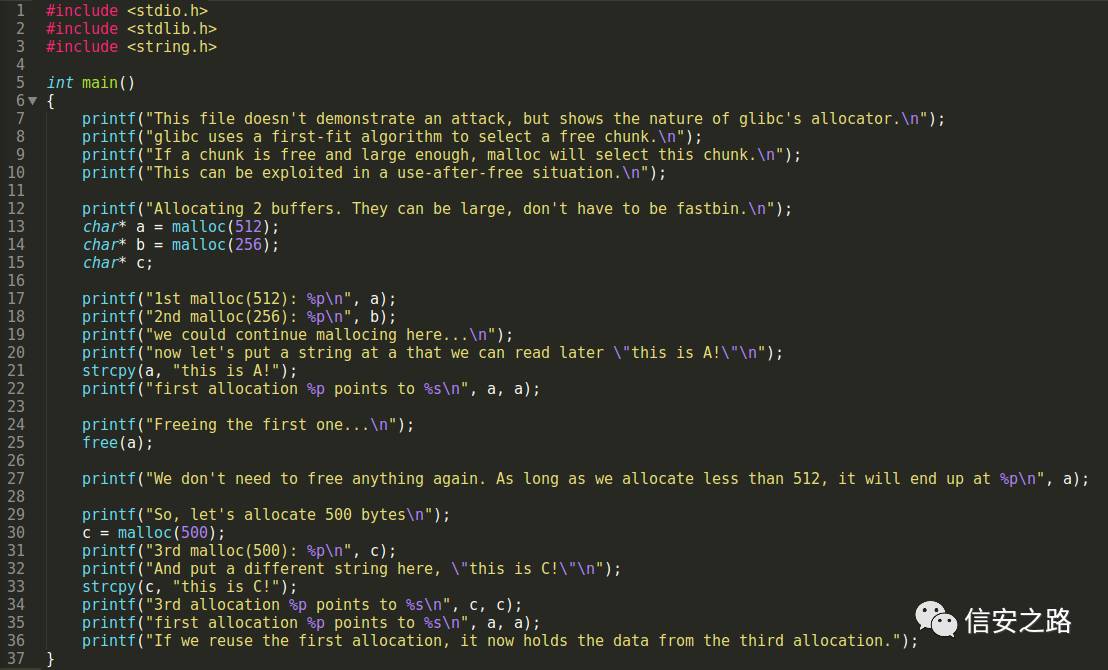 1 #include <stdio.h>
2 #include <stdlib.h>
3 #include <string.h>
4
5 int main()
6 {
7     printf("This file doesn't demonstrate an attack, but shows the nature of glibc's allocator.\n");
8     printf("glibc uses a first-fit algorithm to select a free chunk.\n");
9     printf("If a chunk is free and large enough, malloc will select this chunk.\n");
10     printf("This can be exploited in a use-after-free situation.\n");
11
12     printf("Allocating 2 buffers. They can be large, don't have to be fastbin.\n");
13     char* a = malloc(512);
14     char* b = malloc(256);
15     char* c;
16
17     printf("1st malloc(512): %p\n", a);
18     printf("2nd malloc(256): %p\n", b);
19     printf("we could continue mallocing here...\n");
20     printf("now let's put a string at a that we can read later \"this is A!\"\n");
21     strcpy(a, "this is A!");
22     printf("first allocation %p points to %s\n", a, a);
23
24     printf("Freeing the first one...\n");
25     free(a);
26
27     printf("We don't need to free anything again. As long as we allocate less than 512, it will end up at %p\n", a);
28
29     printf("So, let's allocate 500 bytes\n");
30     c = malloc(500);
31     printf("3rd malloc(500): %p\n", c);
32     printf("And put a different string here, \"this is C!\"\n");
33     strcpy(c, "this is C!");
34     printf("3rd allocation %p points to %s\n", c, c);
35     printf("first allocation %p points to %s\n", a, a);
36     printf("If we reuse the first allocation, it now holds the data from the third allocation.");
37 }
信安之路